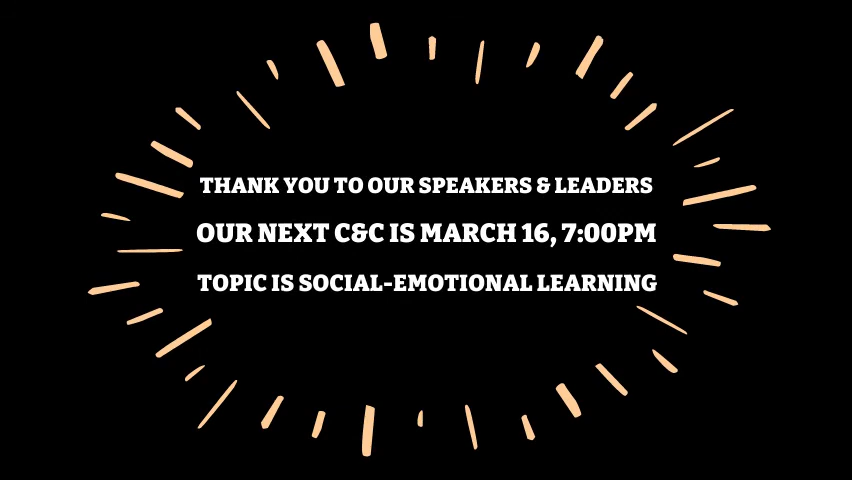 THANK YOU TO OUR SPEAKERS & LEADERS
OUR NEXT C&C IS MARCH 16, 7:00PM
TOPIC IS SOCIAL-EMOTIONAL LEARNING